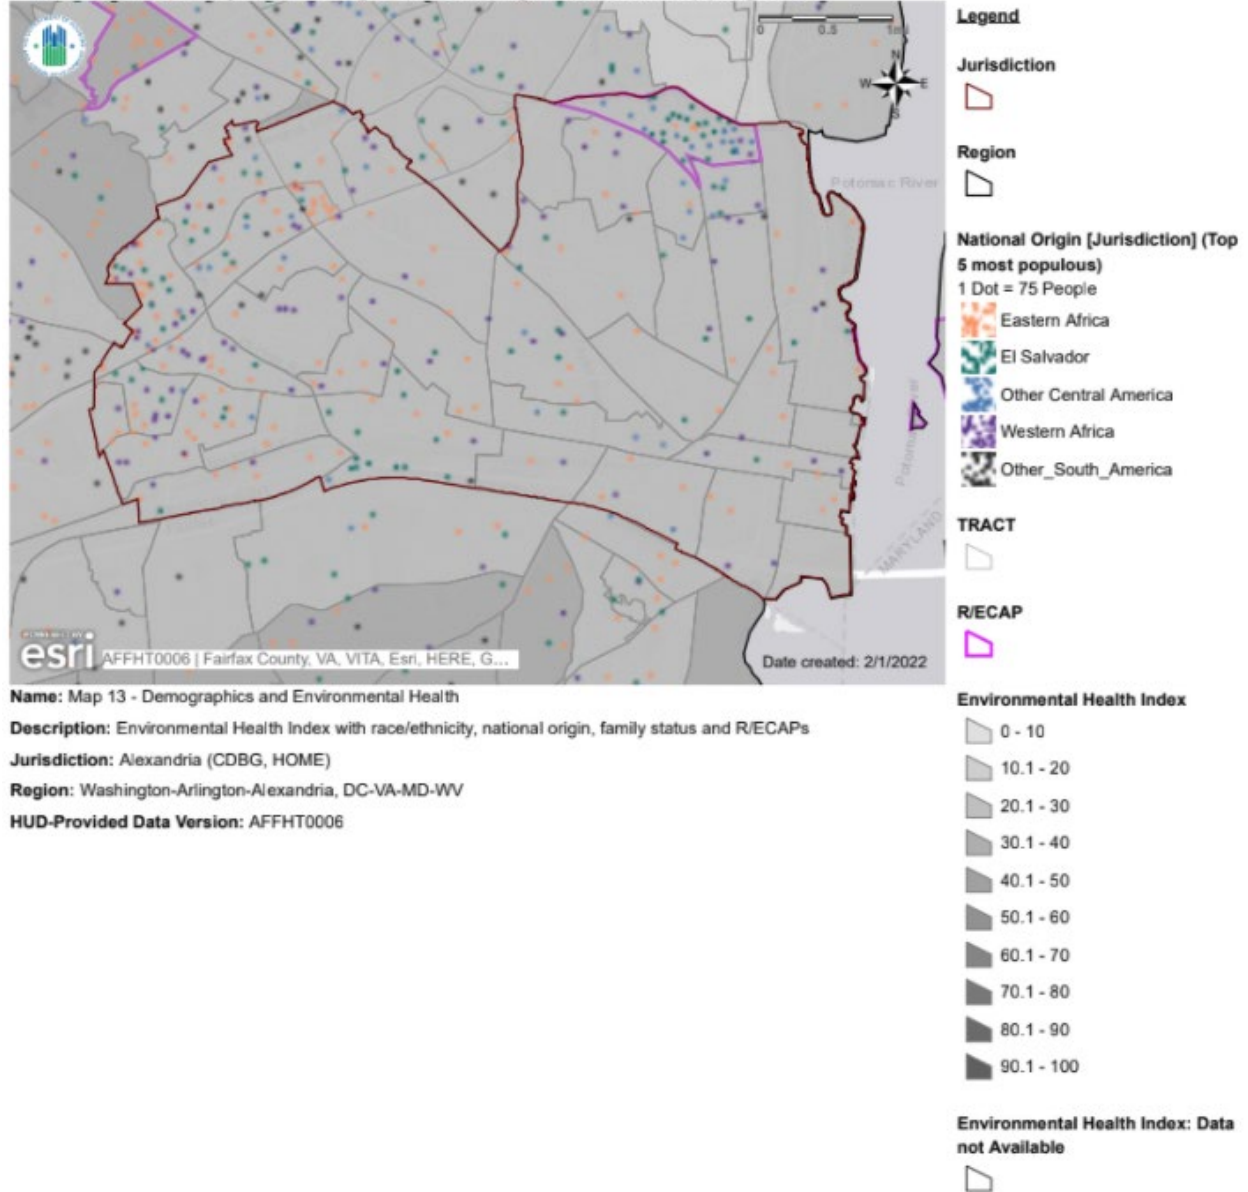 0 0.5 1mi
N
W E
S
Potomac River
MARYLAND
esri
AFFHT0006 | Fairfax County, VA, VITA, Esri, HERE, G...
Date created: 2/1/2022
Name: Map 13 - Demographics and Environmental Health
Description: Environmental Health Index with race/ethnicity, national origin, family status and R/ECAPs
Jurisdiction: Alexandria (CDBG, HOME)
Region: Washington-Arlington-Alexandria, DC-VA-MD-WV
HUD-Provided Data Version: AFFHT0006
Legend
Jurisdiction
Region
National Origin [Jurisdiction] (Top
5 most populous)
1 Dot = 75 People
Eastern Africa
El Salvador
Other Central America
Western Africa
Other_South_America
TRACT
R/ECAP
Environmental Health Index
0 - 10
10.1 - 20
20.1 - 30
30.1 - 40
40.1 - 50
50.1 - 60
60.1 - 70
70.1 - 80
80.1 - 90
90.1 - 100
Environmental Health Index: Data
not Available